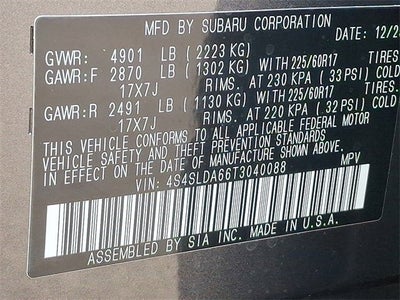 MFD. BY SUBARU CORPORATION DATE: 12/2
GVWR: 4901 LB ( 2223 KG)
GAWR:F 2870 LB ( 1302 KG) WITH 225/60R17 TIRES
17X7J RIMS. AT 230 KPA ( 33 PSI) COLD
GAWR:R 2491 LB ( 1130 KG) WITH 225/60R17 TIRES
17X7J RIMS. AT 220 KPA ( 32 PSI) COLD
THIS VEHICLE CONFORMS TO ALL APPLICABLE FEDERAL MOTOR
VEHICLE SAFETY AND THEFT PREVENTION STANDARDS
IN EFFECT ON THE DATE OF MANUFACTURE SHOWN ABOVE.
VIN: 4S4SLDA66T3040088 MPV
ASSEMBLED BY SIA INC. MADE IN U.S.A.